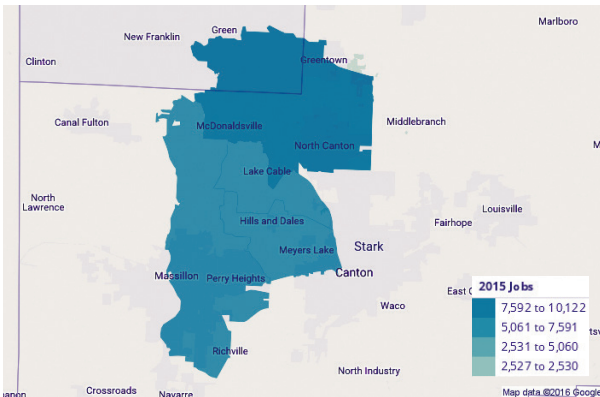 Marlboro
Green
New Franklin
Clinton
Greentown
Canal Fulton
McDonaldsville
Middlebranch
North Canton
Lake Cable
North
Lawrence
Louisville
Hills and Dales
Fairhope
Stark
Meyers Lake
Massillon
Perry Heights
Canton
East C
2015 Jobs
7,592 to 10,122
5,061 to 7,591
2,531 to 5,060
2,527 to 2,530
Waco
Richville
North Industry
Crossroads
Navarre
Map data ©2016 Google